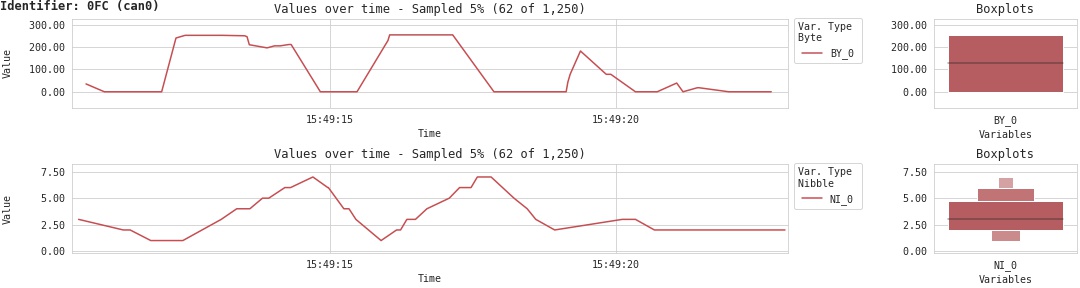 Identifier: 0FC (can0)
Values over time - Sampled 5% (62 of 1,250)
Value
300.00
200.00
100.00
0.00
15:49:15
15:49:20
Time
Var. Type
Byte
BY_0
Boxplots
300.00
200.00
100.00
0.00
BY_0
Variables
Values over time - Sampled 5% (62 of 1,250)
Value
7.50
5.00
2.50
0.00
15:49:15
15:49:20
Time
Var. Type
Nibble
NI_0
Boxplots
7.50
5.00
2.50
0.00
NI_0
Variables